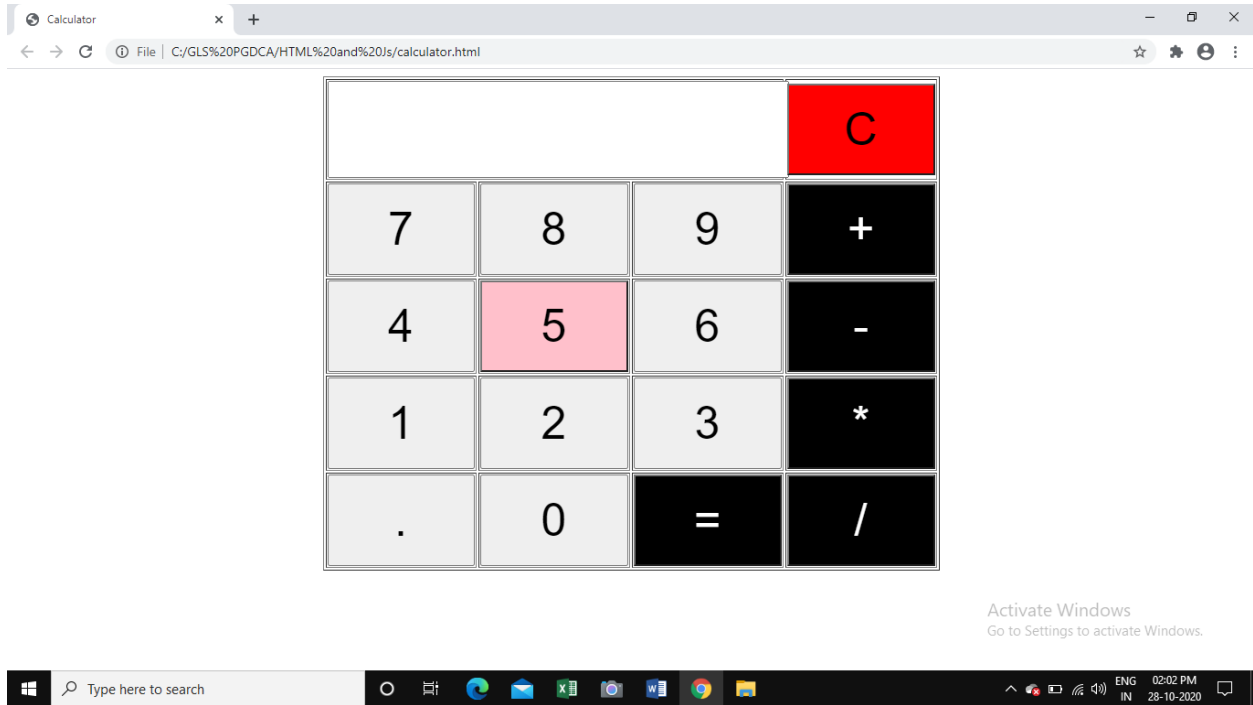 Calculator
File | C:/GLS%20PGDCA/HTML%20and%20Js/calculator.html
C
7 8 9 +
4 5 6 -
1 2 3 *
. 0 = /
Activate Windows
Go to Settings to activate Windows.
Type here to search
ENG 02:02 PM
IN 28-10-2020